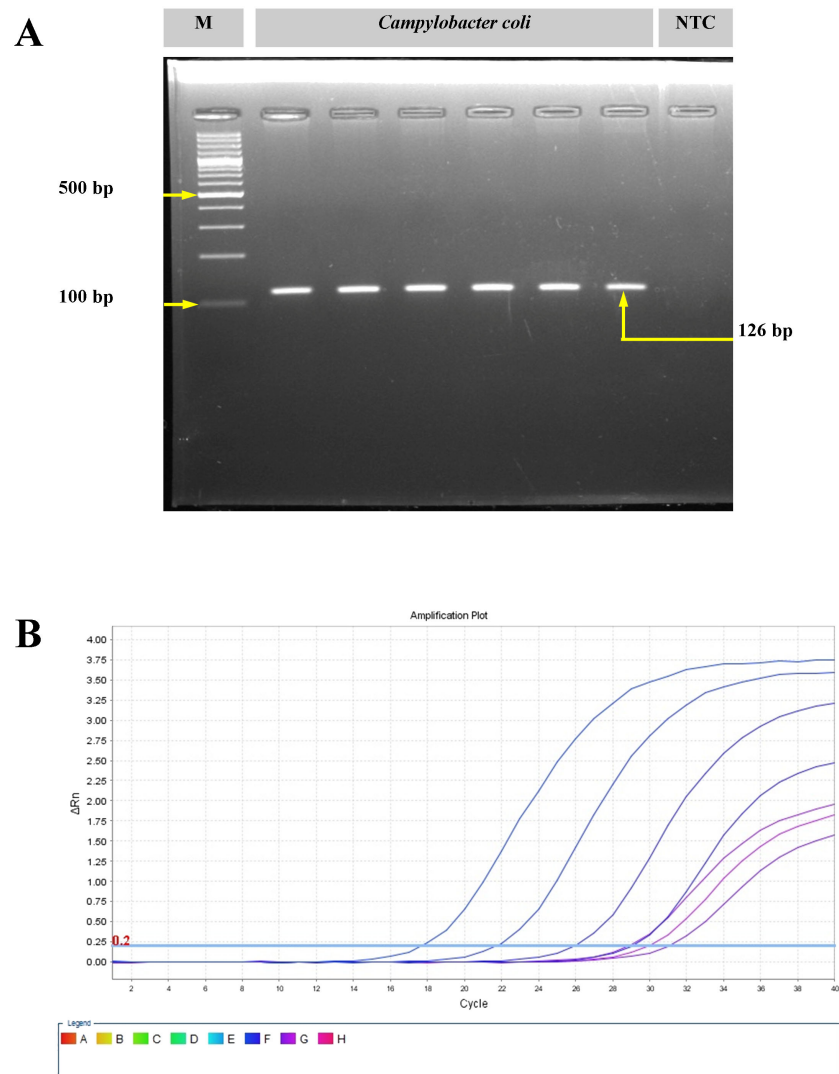 A
M Campylobacter coli NTC
500 bp
100 bp
126 bp
B
Amplification Plot
4.00
3.75
3.50
3.25
3.00
2.75
2.50
2.25
2.00
1.75
1.50
1.25
1.00
0.75
0.50
0.25
0.2
0.00
ΔRn
2 4 6 8 10 12 14 16 18 20 22 24 26 28 30 32 34 36 38 40
Cycle
Legend
A B C D E F G H